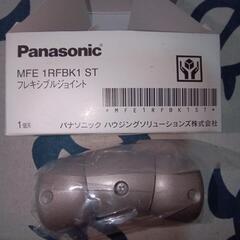 Panasonic
MFE 1RFBK1 ST
フレキシブルジョイント
*MFE1RFBK1ST*
1個入
パナソニック ハウジングソリューションズ株式会社